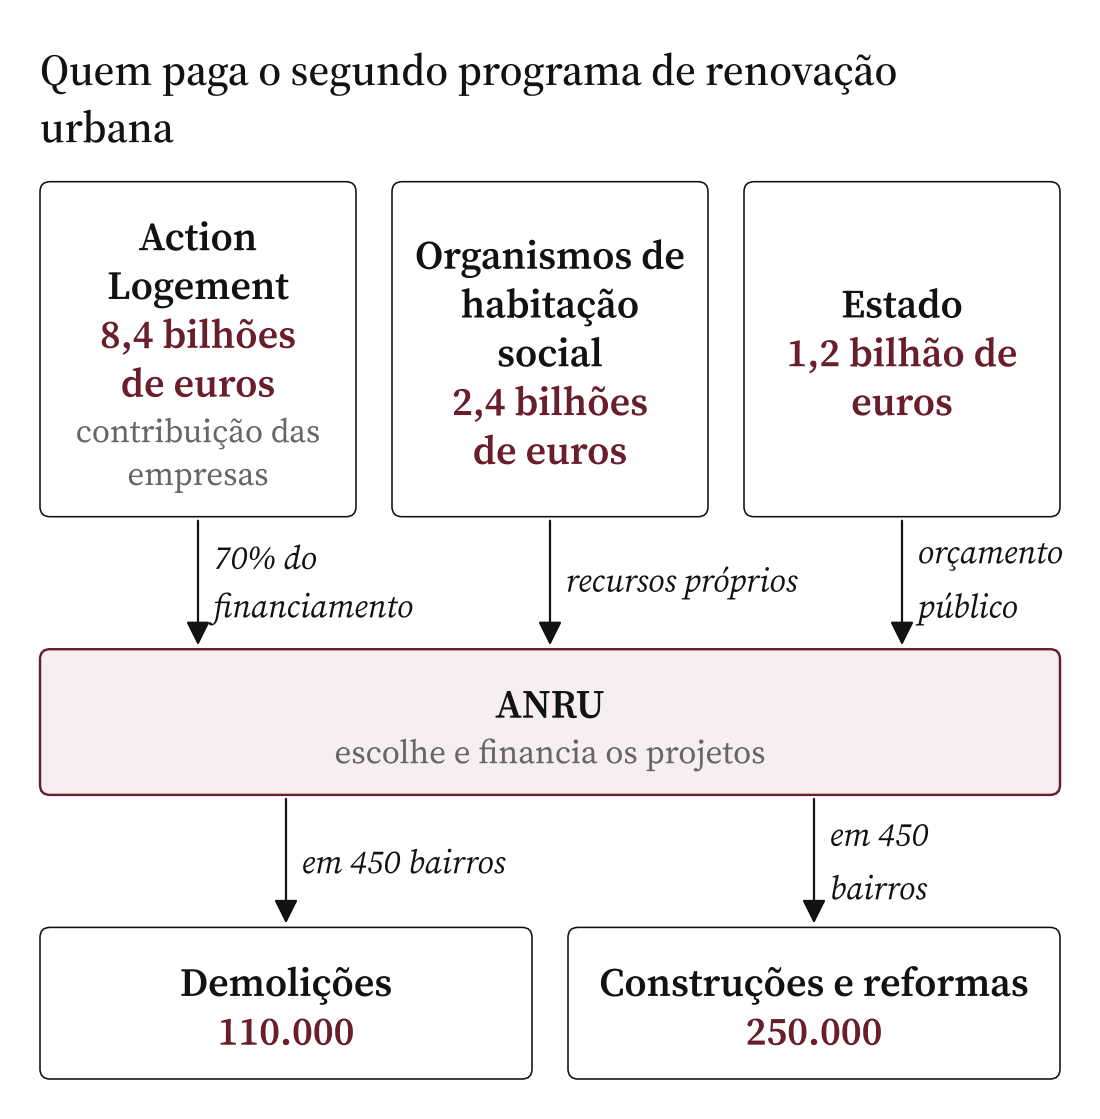 Quem paga o segundo programa de renovação
urbana
Action
Logement
8,4 bilhões
de euros
contribuição das
empresas
Organismos de
habitação
social
2,4 bilhões
de euros
Estado
1,2 bilhão de
euros
70% do
financiamento
recursos próprios
orçamento
público
ANRU
escolhe e financia os projetos
em 450 bairros
em 450
bairros
Demolições
110.000
Construções e reformas
250.000